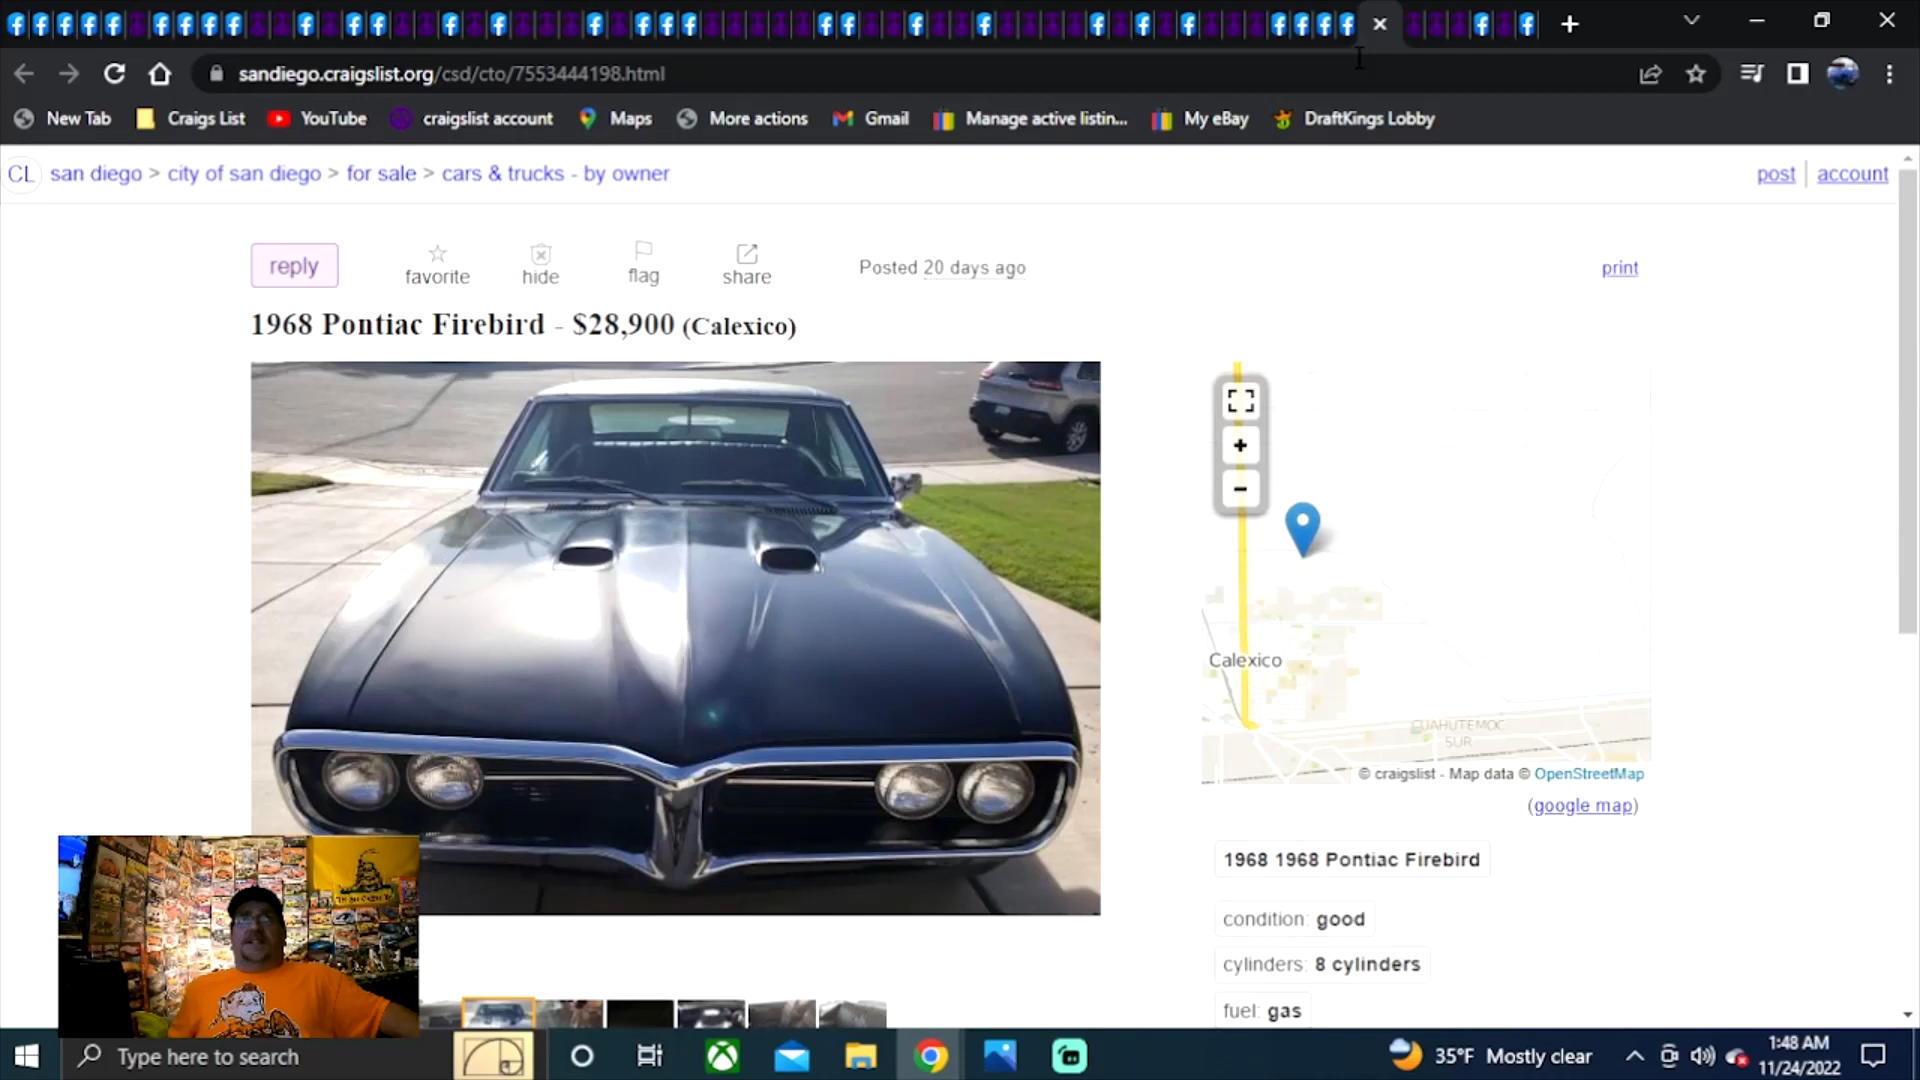 sandiego.craigslist.org/csd/cto/7553444198.html
New Tab Craigs List YouTube craigslist account Maps More actions Gmail Manage active listin... My eBay DraftKings Lobby
CL san diego > city of san diego > for sale > cars & trucks - by owner post account
reply favorite hide flag share Posted 20 days ago print
1968 Pontiac Firebird - $28,900 (Calexico)
+
-
Calexico
CUAHUTEMOC
SUR
© craigslist - Map data © OpenStreetMap
(google map)
1968 1968 Pontiac Firebird
condition: good
cylinders: 8 cylinders
fuel: gas
Type here to search
35°F Mostly clear
1:48 AM
11/24/2022